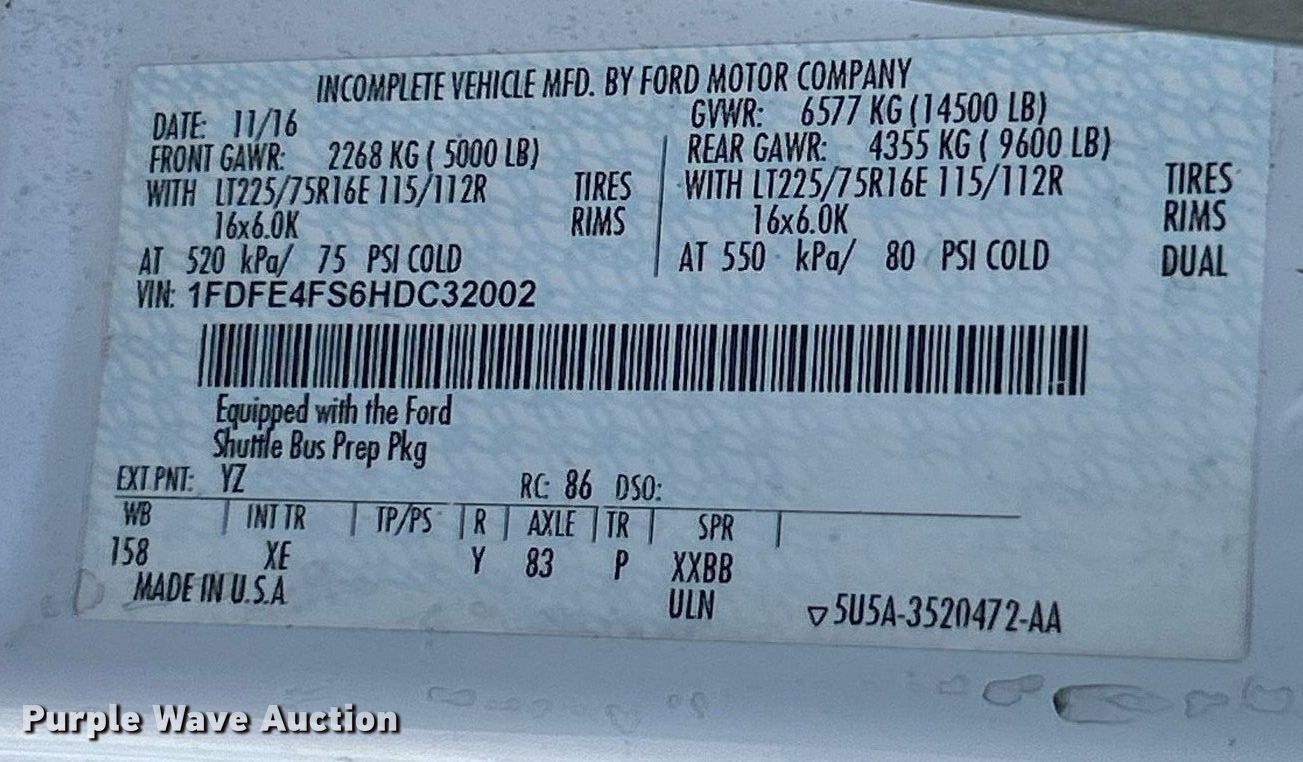 INCOMPLETE VEHICLE MFD. BY FORD MOTOR COMPANY
DATE: 11/16 GVWR: 6577 KG (14500 LB)
FRONT GAWR: 2268 KG ( 5000 LB) REAR GAWR: 4355 KG ( 9600 LB)
WITH LT225/75R16E 115/112R TIRES WITH LT225/75R16E 115/112R TIRES
16x6.0K RIMS 16x6.0K RIMS
AT 520 kPa/ 75 PSI COLD AT 550 kPa/ 80 PSI COLD DUAL
VIN: 1FDFE4FS6HDC32002
Equipped with the Ford
Shuttle Bus Prep Pkg
EXT PNT: YZ RC: 86 DSO:
WB INT TR TP/PS R AXLE TR SPR
158 XE Y 83 P XXBB
MADE IN U.S.A ULN ▽5U5A-3520472-AA
Purple Wave Auction